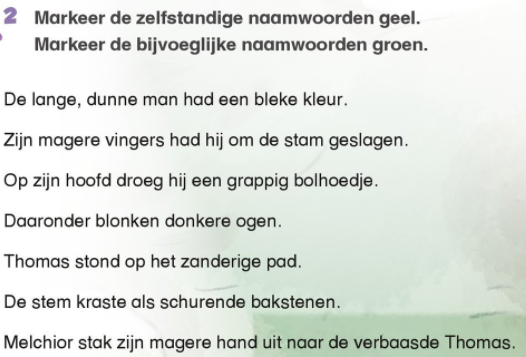 2 Markeer de zelfstandige naamwoorden geel.
Markeer de bijvoeglijke naamwoorden groen.
De lange, dunne man had een bleke kleur.
Zijn magere vingers had hij om de stam geslagen.
Op zijn hoofd droeg hij een grappig bolhoedje.
Daaronder blonken donkere ogen.
Thomas stond op het zanderige pad.
De stem kraste als schurende bakstenen.
Melchior stak zijn magere hand uit naar de verbaasde Thomas.